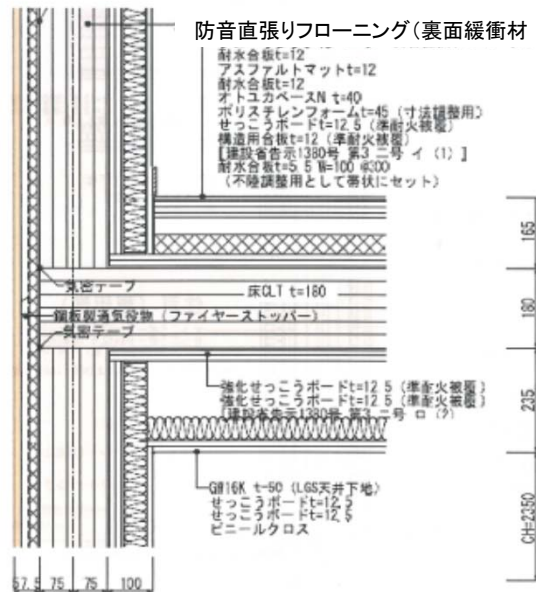 防音直張りフローニング(裏面緩衝材
耐水合板t=12
アスファルトマットt=12
耐水合板t=12
オトユカベースN t=40
ポリスチレンフォームt=45 (寸法調整用)
せっこうボードt=12.5 (準耐火被覆)
構造用合板t=12 (準耐火被覆)
[建設省告示1380号 第3 二号 イ (1) ]
耐水合板t=5.5 W=100 @300
(不陸調整用として帯状にセット)
165
気密テープ
床CLT t=180
180
鋼板製通気役物 (ファイヤーストッパー)
気密テープ
強化せっこうボードt=12.5 (準耐火被覆)
強化せっこうボードt=12.5 (準耐火被覆)
[建設省告示1380号 第3 二号 ロ (2)
235
GW16K t=50 (LGS天井下地)
せっこうボードt=12.5
せっこうボードt=12.5
ビニールクロス
CH=2350
57.5 75 75 100